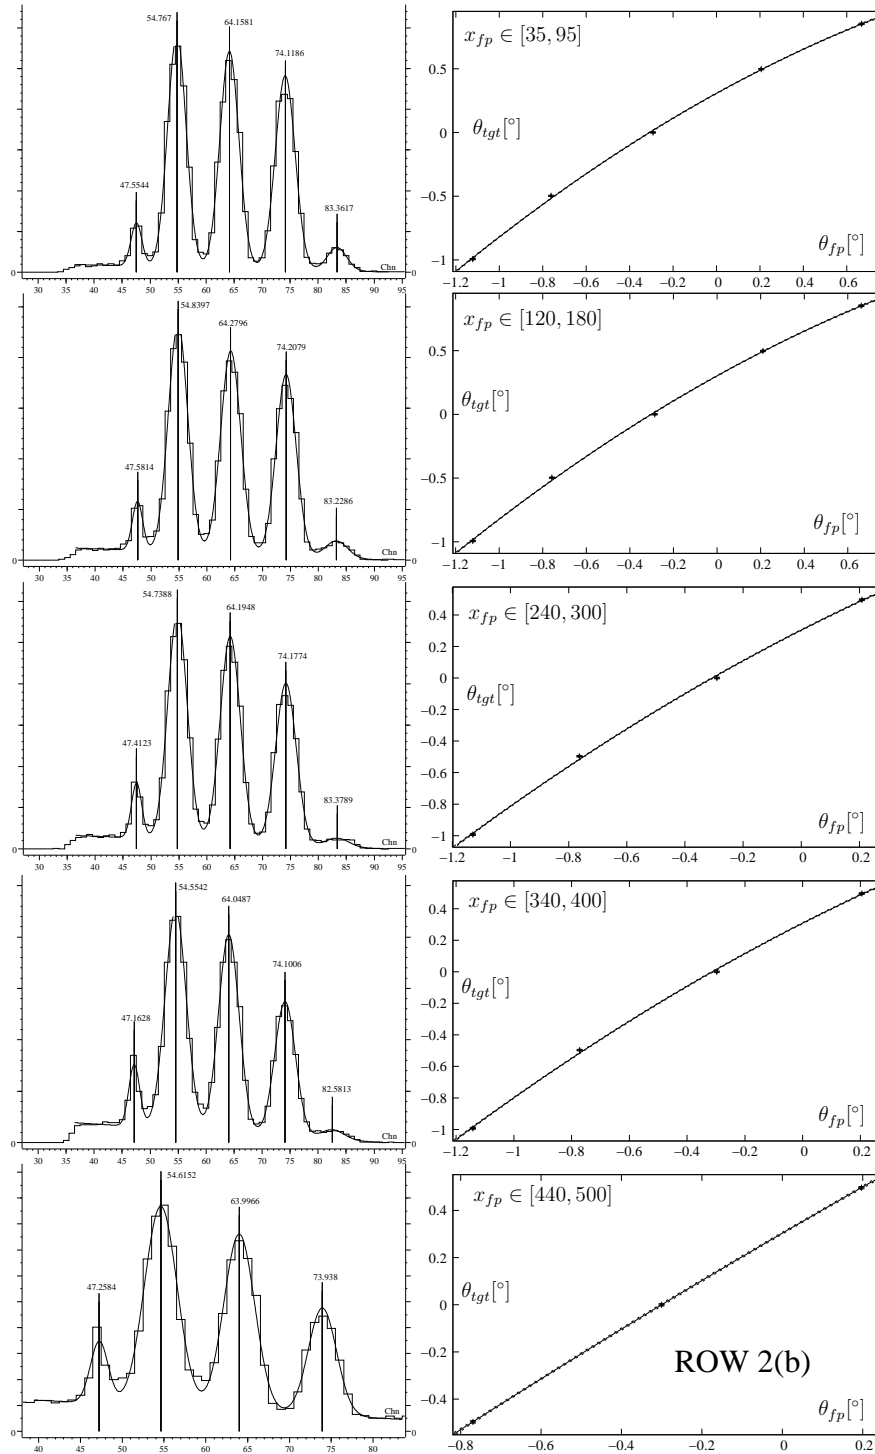 54.767
64.1581
74.1186
47.5544
83.3617
Chn
0
30 35 40 45 50 55 60 65 70 75 80 85 90 95
x_{fp} ∈ [35, 95]
0.5
θ_{tgt}[°]
0
−0.5
θ_{fp}[°]
−1
−1.2 −1 −0.8 −0.6 −0.4 −0.2 0 0.2 0.4 0.6
54.8397
64.2796
74.2079
47.5814
83.2286
Chn
0
30 35 40 45 50 55 60 65 70 75 80 85 90 95
x_{fp} ∈ [120, 180]
0.5
θ_{tgt}[°]
0
−0.5
θ_{fp}[°]
−1
−1.2 −1 −0.8 −0.6 −0.4 −0.2 0 0.2 0.4 0.6
54.7388
64.1948
74.1774
47.4123
83.3789
Chn
0
30 35 40 45 50 55 60 65 70 75 80 85 90 95
x_{fp} ∈ [240, 300]
0.4
0.2
θ_{tgt}[°]
0
−0.2
−0.4
−0.6
−0.8
θ_{fp}[°]
−1
−1.2 −1 −0.8 −0.6 −0.4 −0.2 0 0.2
54.5542
64.0487
74.1006
47.1628
82.5813
Chn
0
30 35 40 45 50 55 60 65 70 75 80 85 90 95
x_{fp} ∈ [340, 400]
0.4
0.2
θ_{tgt}[°]
0
−0.2
−0.4
−0.6
−0.8
θ_{fp}[°]
−1
−1.2 −1 −0.8 −0.6 −0.4 −0.2 0 0.2
54.6152
63.9966
73.938
47.2584
0
40 45 50 55 60 65 70 75 80
x_{fp} ∈ [440, 500]
0.4
0.2
θ_{tgt}[°]
0
−0.2
ROW 2(b)
−0.4
θ_{fp}[°]
−0.8 −0.6 −0.4 −0.2 0 0.2